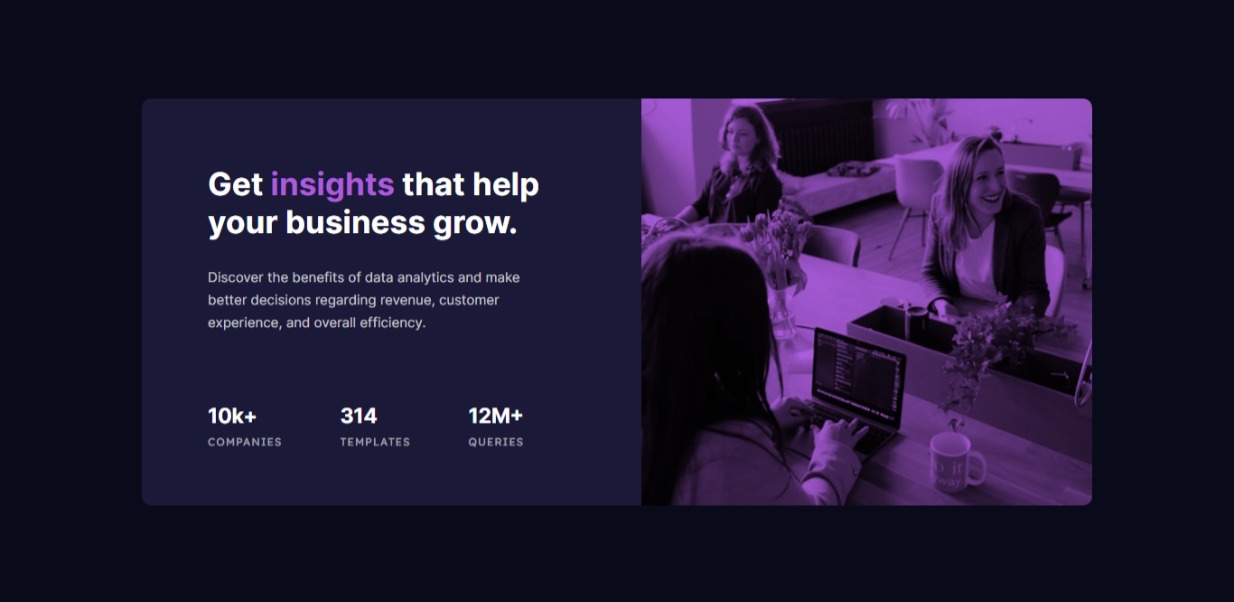 Get insights that help
your business grow.
Discover the benefits of data analytics and make
better decisions regarding revenue, customer
experience, and overall efficiency.
10k+ 314 12M+
COMPANIES TEMPLATES QUERIES